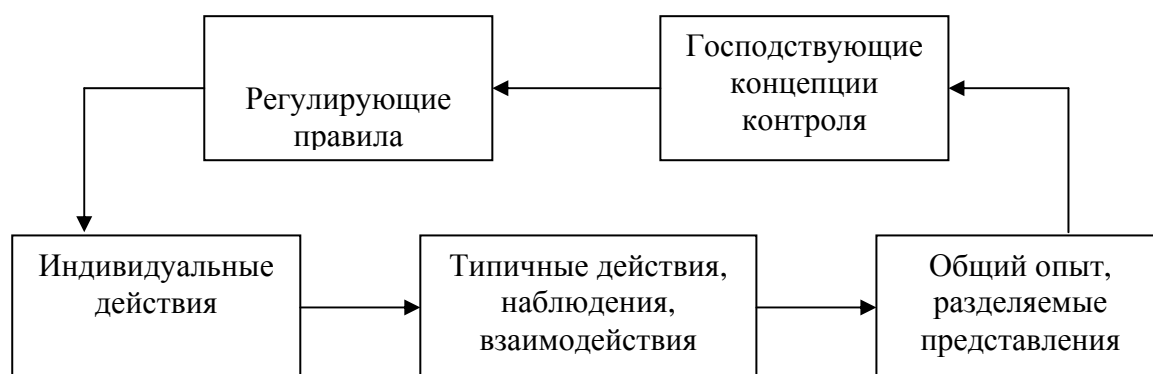 Регулирующие
правила
Господствующие
концепции
контроля
Индивидуальные
действия
Типичные действия,
наблюдения,
взаимодействия
Общий опыт,
разделяемые
представления